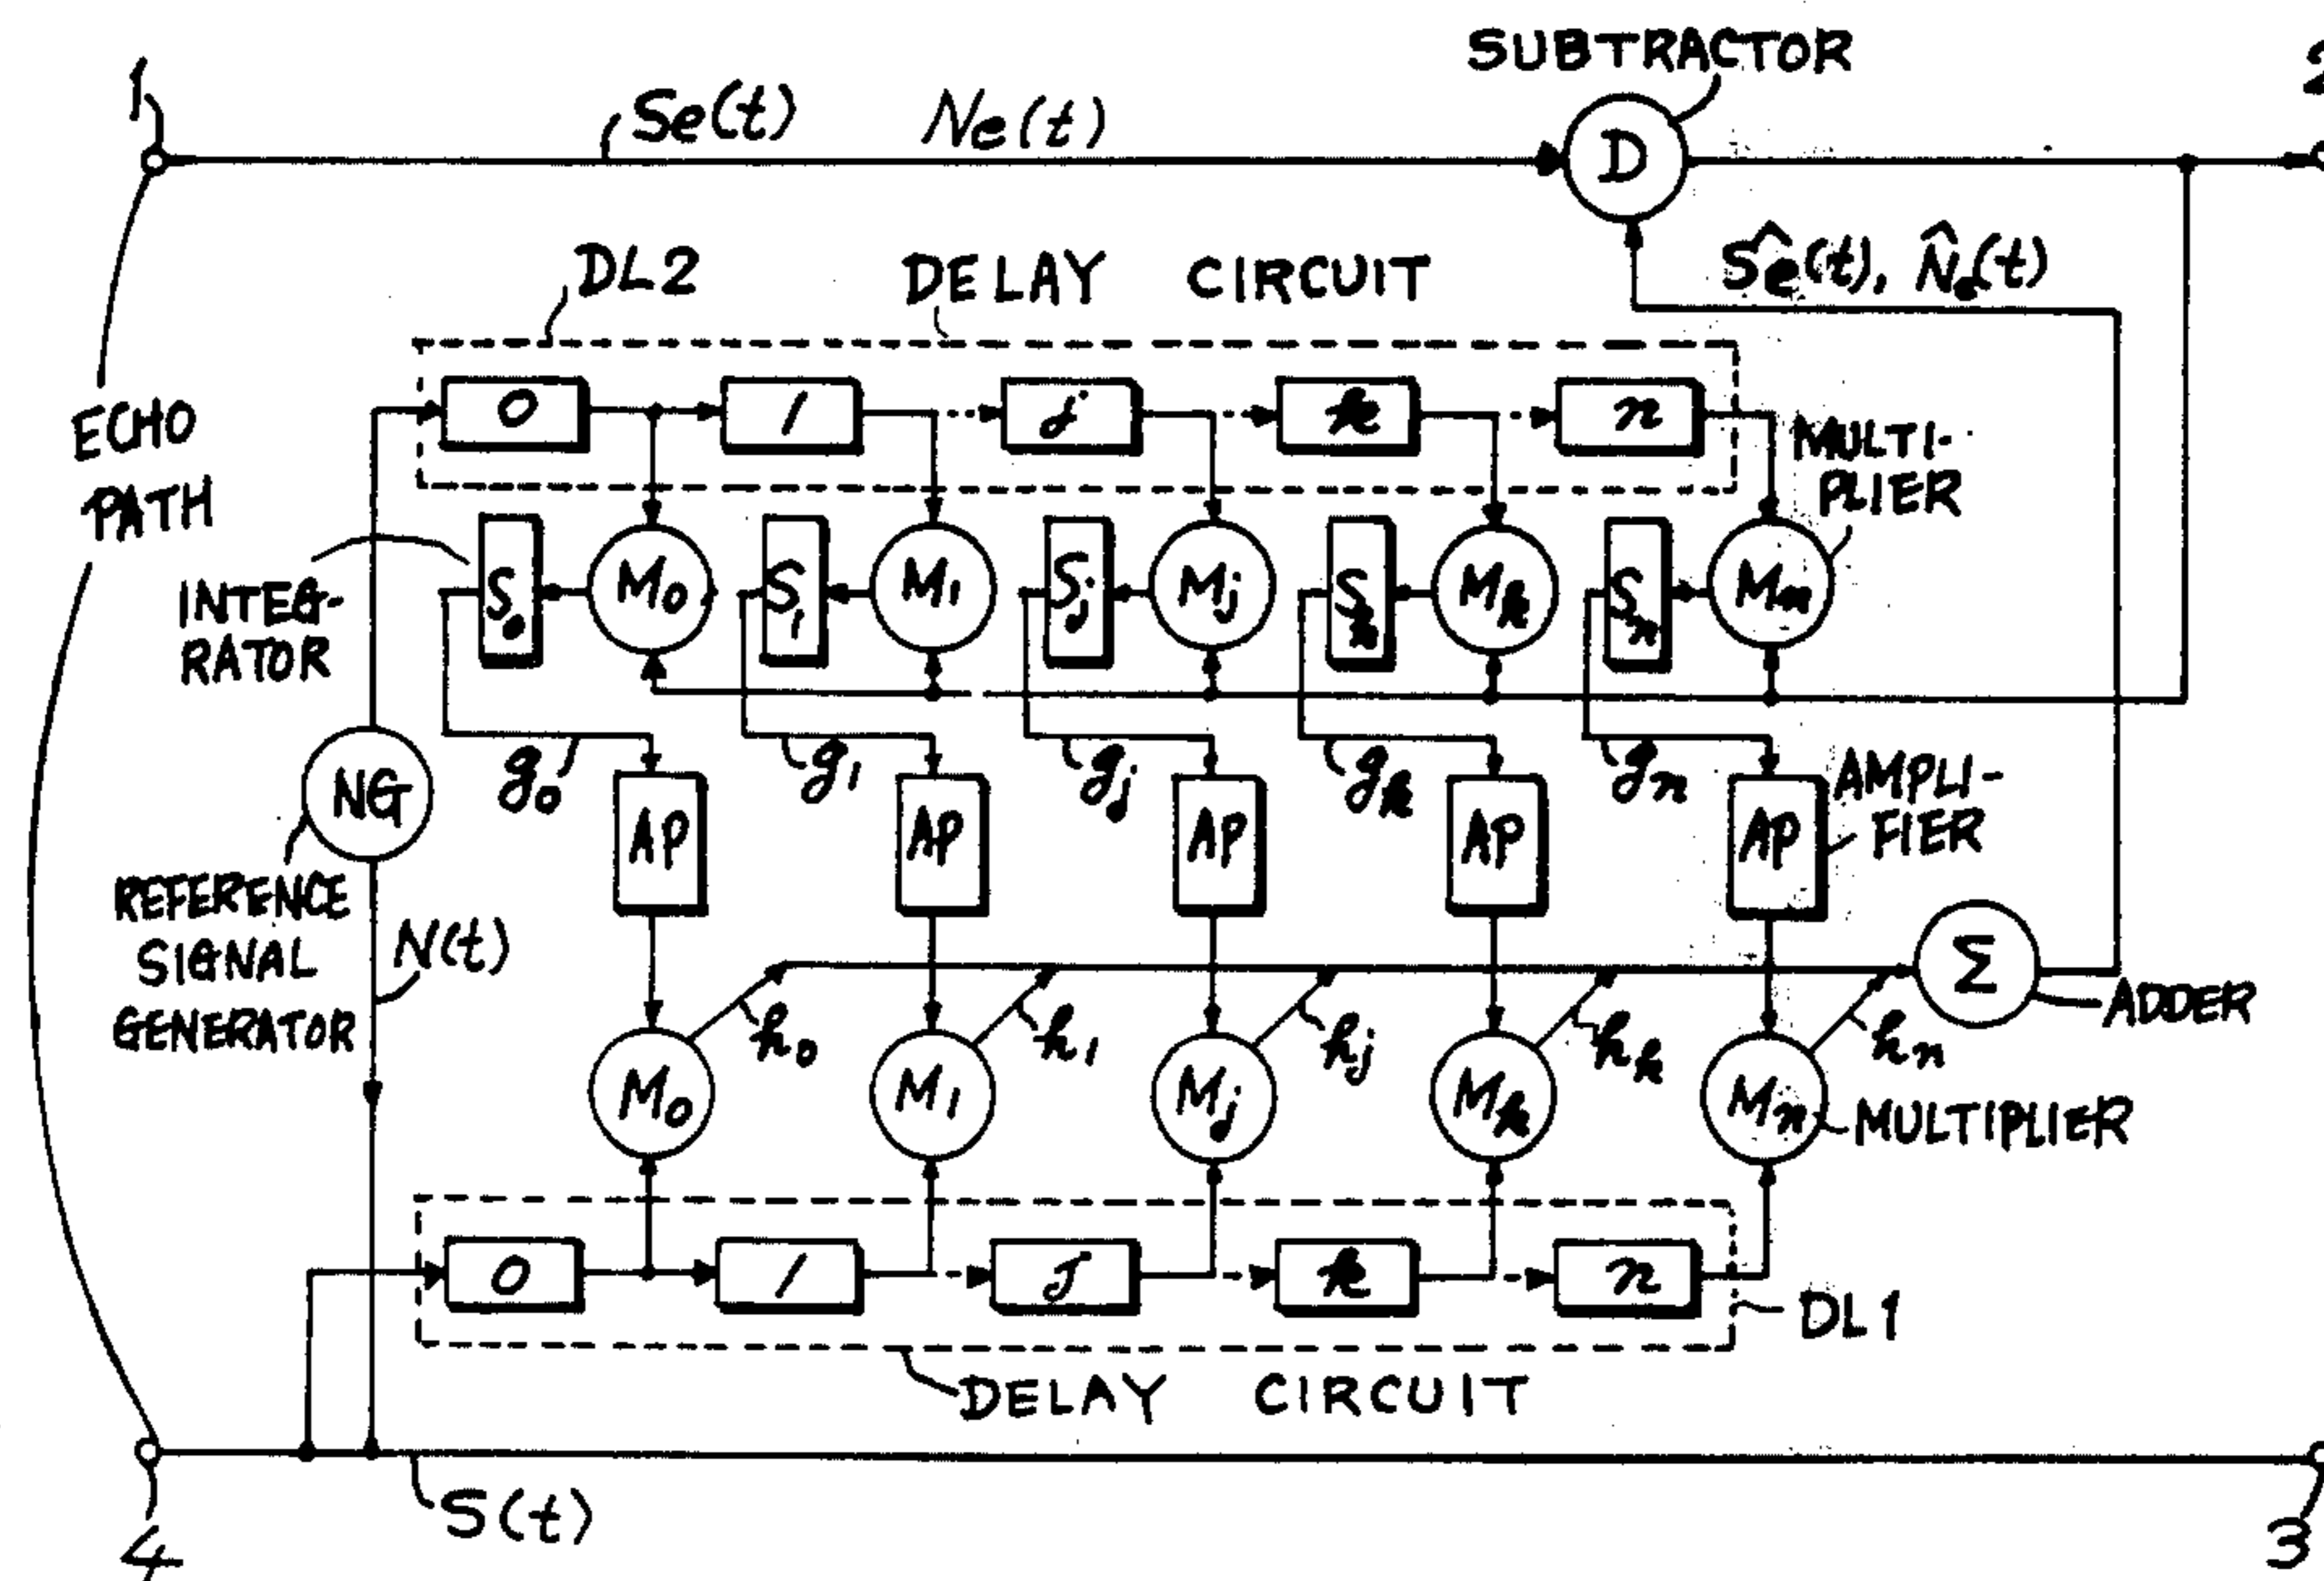 SUBTRACTOR
1
Se(t) Ne(t)
D
2
DL2 DELAY CIRCUIT
Ŝe(t), N̂e(t)
0 1 j k n
MULTI-
PLIER
ECHO
PATH
S0 M0 S1 M1 Sj Mj Sk Mk Sn Mn
INTEG-
RATOR
g0 g1 gj gk gn
NG
AP AP AP AP AP
AMPLI-
FIER
REFERENCE
SIGNAL
GENERATOR
N(t)
Σ
ADDER
h0 h1 hj hk hn
M0 M1 Mj Mk Mn
MULTIPLIER
0 1 j k n
DL1
DELAY CIRCUIT
S(t)
4
3